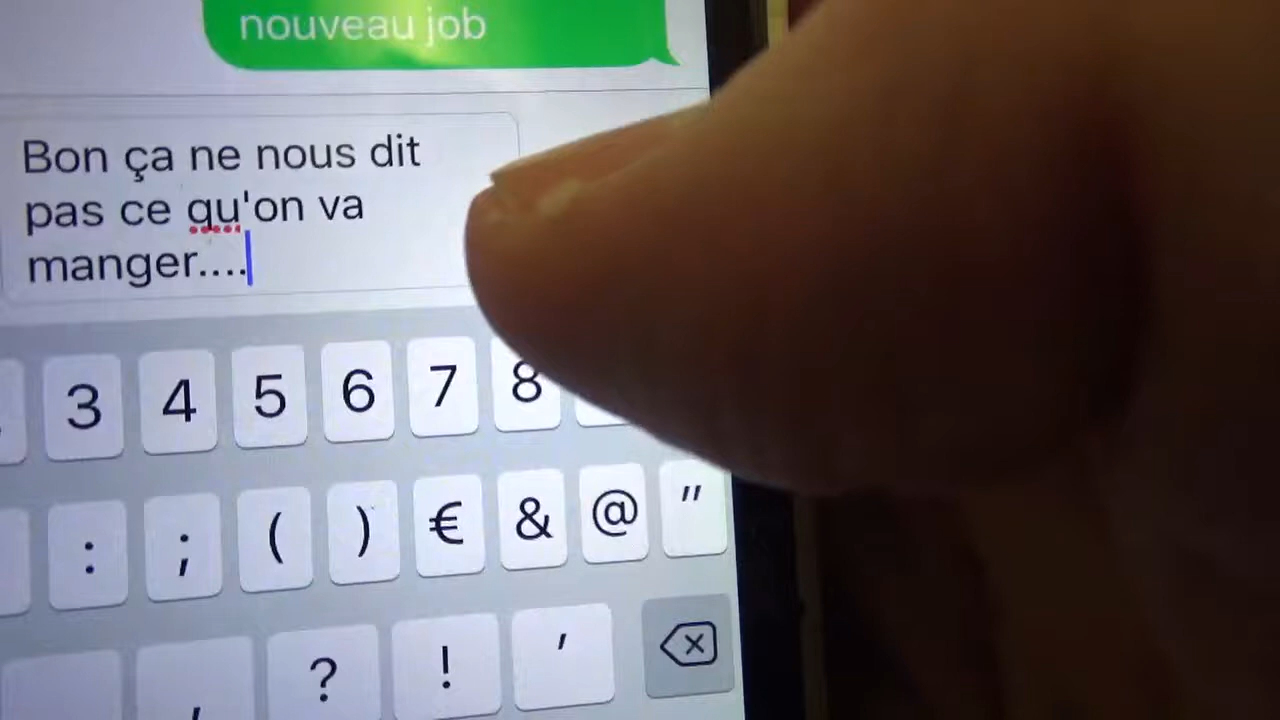 nouveau job
Bon ça ne nous dit
pas ce qu'on va
manger....
3 4 5 6 7 8
: ; ( ) € & @ "
, ? ! '